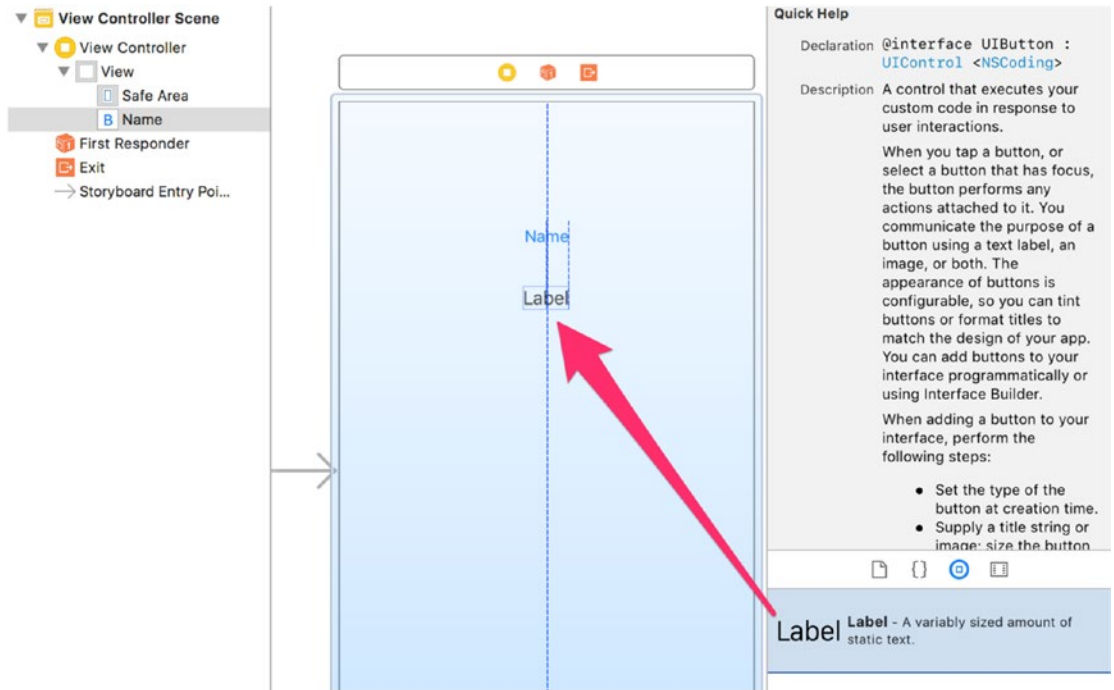 View Controller Scene
View Controller
View
Safe Area
B Name
First Responder
Exit
Storyboard Entry Poi...
Name
Label
Quick Help
Declaration @interface UIButton :
UIControl <NSCoding>
Description A control that executes your
custom code in response to
user interactions.
When you tap a button, or
select a button that has focus,
the button performs any
actions attached to it. You
communicate the purpose of a
button using a text label, an
image, or both. The
appearance of buttons is
configurable, so you can tint
buttons or format titles to
match the design of your app.
You can add buttons to your
interface programmatically or
using Interface Builder.
When adding a button to your
interface, perform the
following steps:
• Set the type of the
button at creation time.
• Supply a title string or
image; size the button
{}
Label Label - A variably sized amount of
static text.